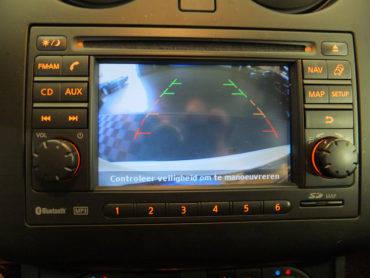 FM·AM
NAV
CD AUX
MAP SETUP
VOL
Controleer veiligheid om te manoeuvreren
Bluetooth MP3
1 2 3 4 5 6
SD